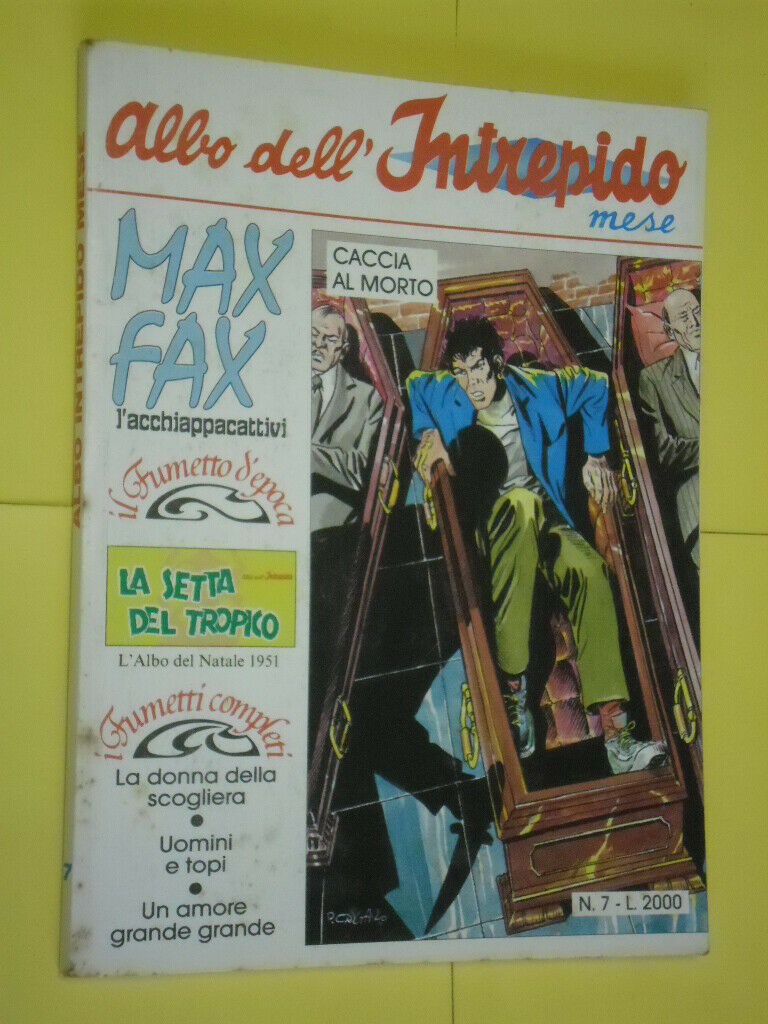 albo dell'Intrepido
mese
MAX
FAX
l'acchiappacattivi
CACCIA
AL MORTO
il Fumetto d'epoca
LA SETTA
DEL TROPICO
L'Albo del Natale 1951
i Fumetti completi
La donna della
scogliera
•
Uomini
e topi
•
Un amore
grande grande
N. 7 - L. 2000
ALBO INTREPIDO MESE
7